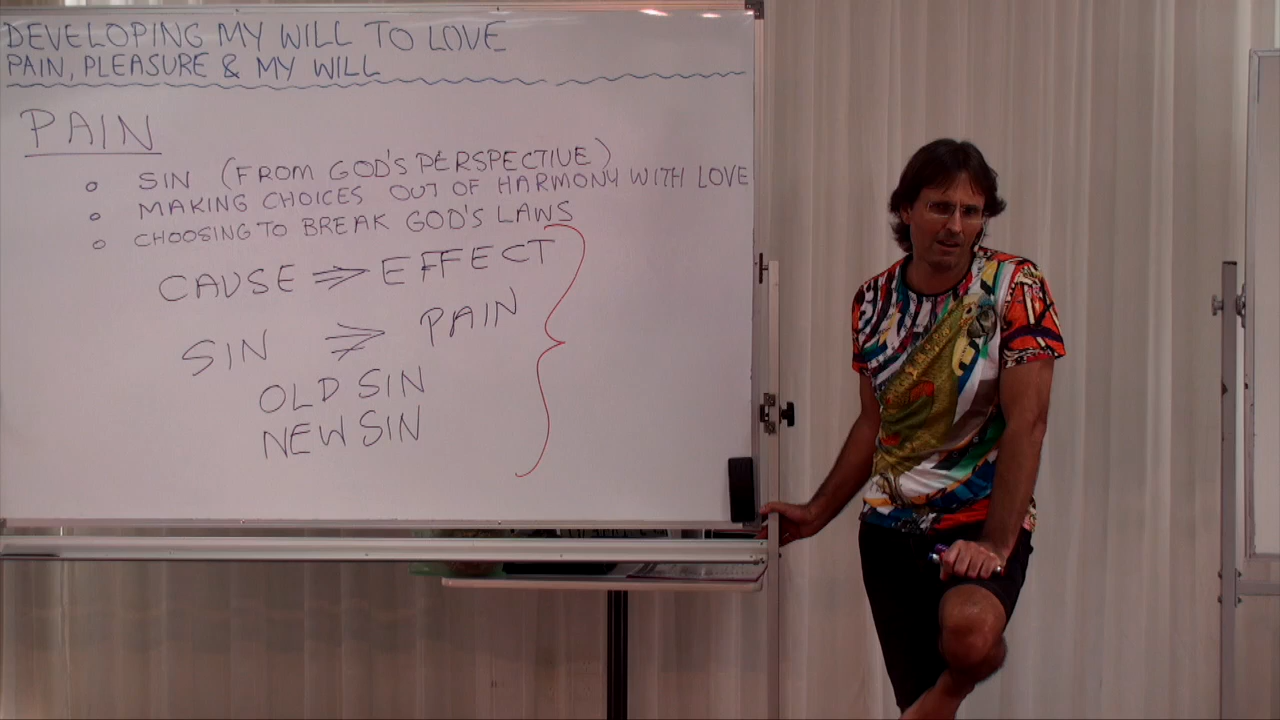 DEVELOPING MY WILL TO LOVE
PAIN, PLEASURE & MY WILL
PAIN
SIN (FROM GOD'S PERSPECTIVE)
MAKING CHOICES OUT OF HARMONY WITH LOVE
CHOOSING TO BREAK GOD'S LAWS
CAUSE ⇒ EFFECT
SIN ⇒ PAIN
OLD SIN
NEW SIN